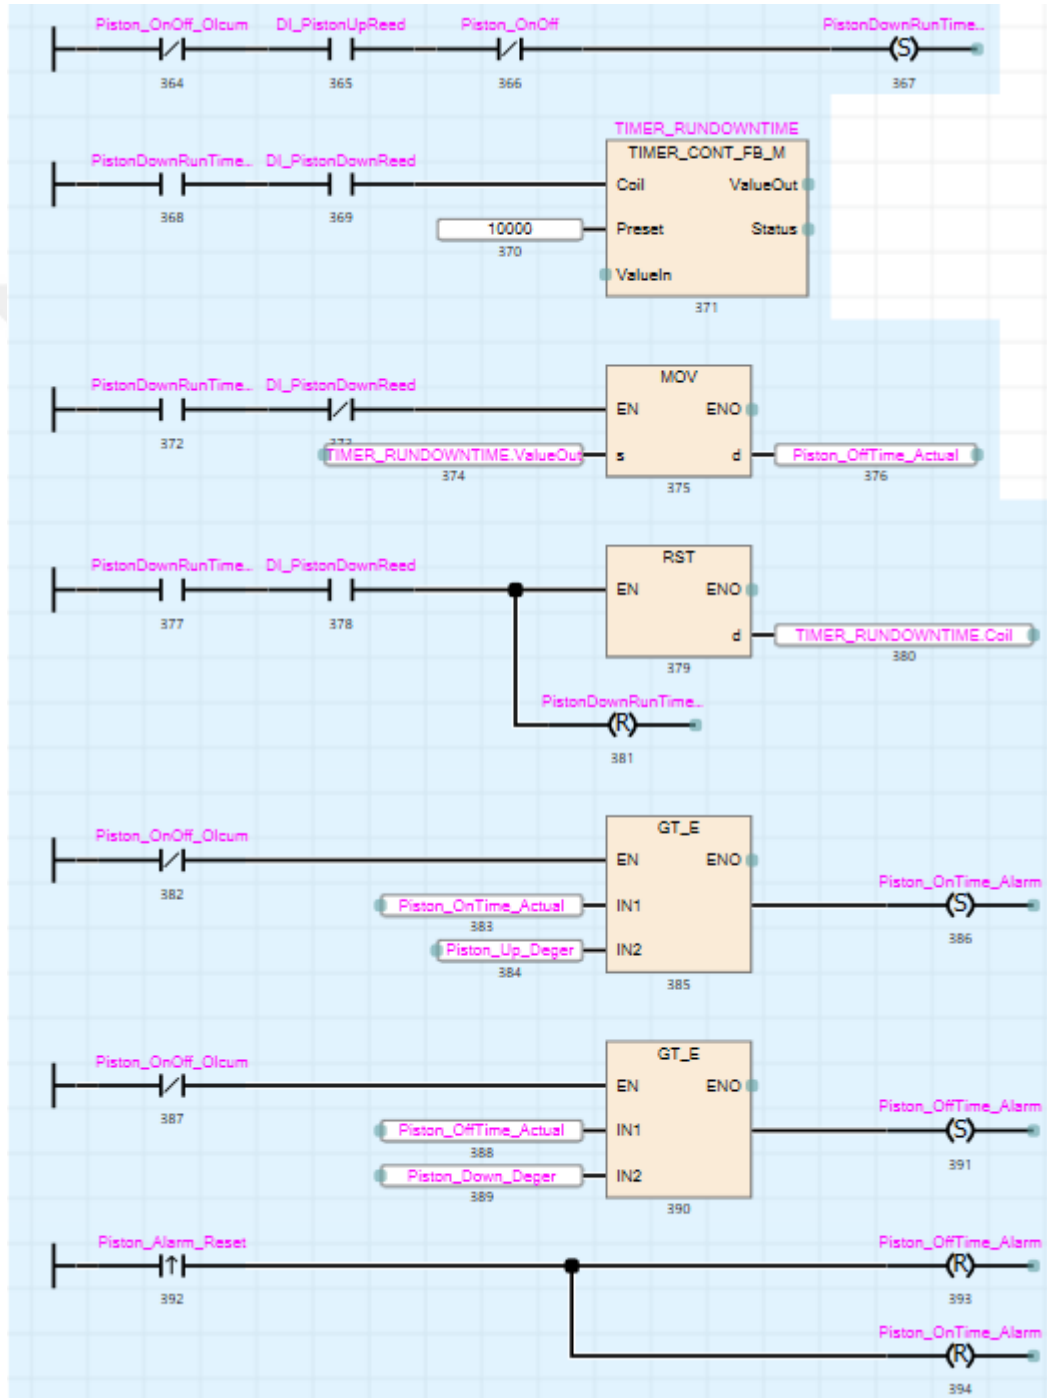 Piston_OnOff_Olcum DI_PistonUpReed Piston_OnOff PistonDownRunTime...
S
364 365 366 367
TIMER_RUNDOWNTIME
TIMER_CONT_FB_M
PistonDownRunTime... DI_PistonDownReed
Coil ValueOut
368 369
10000 Preset Status
370
ValueIn
371
MOV
PistonDownRunTime... DI_PistonDownReed
EN ENO
372 373
TIMER_RUNDOWNTIME.ValueOut s d Piston_OffTime_Actual
374 375 376
RST
PistonDownRunTime... DI_PistonDownReed
EN ENO
377 378
d TIMER_RUNDOWNTIME.Coil
379 380
PistonDownRunTime...
R
381
GT_E
Piston_OnOff_Olcum
EN ENO
382
Piston_OnTime_Alarm
Piston_OnTime_Actual IN1 S
383 386
Piston_Up_Deger IN2
384 385
GT_E
Piston_OnOff_Olcum
EN ENO
387
Piston_OffTime_Alarm
Piston_OffTime_Actual IN1 S
388 391
Piston_Down_Deger IN2
389 390
Piston_Alarm_Reset Piston_OffTime_Alarm
R
392 393
Piston_OnTime_Alarm
R
394